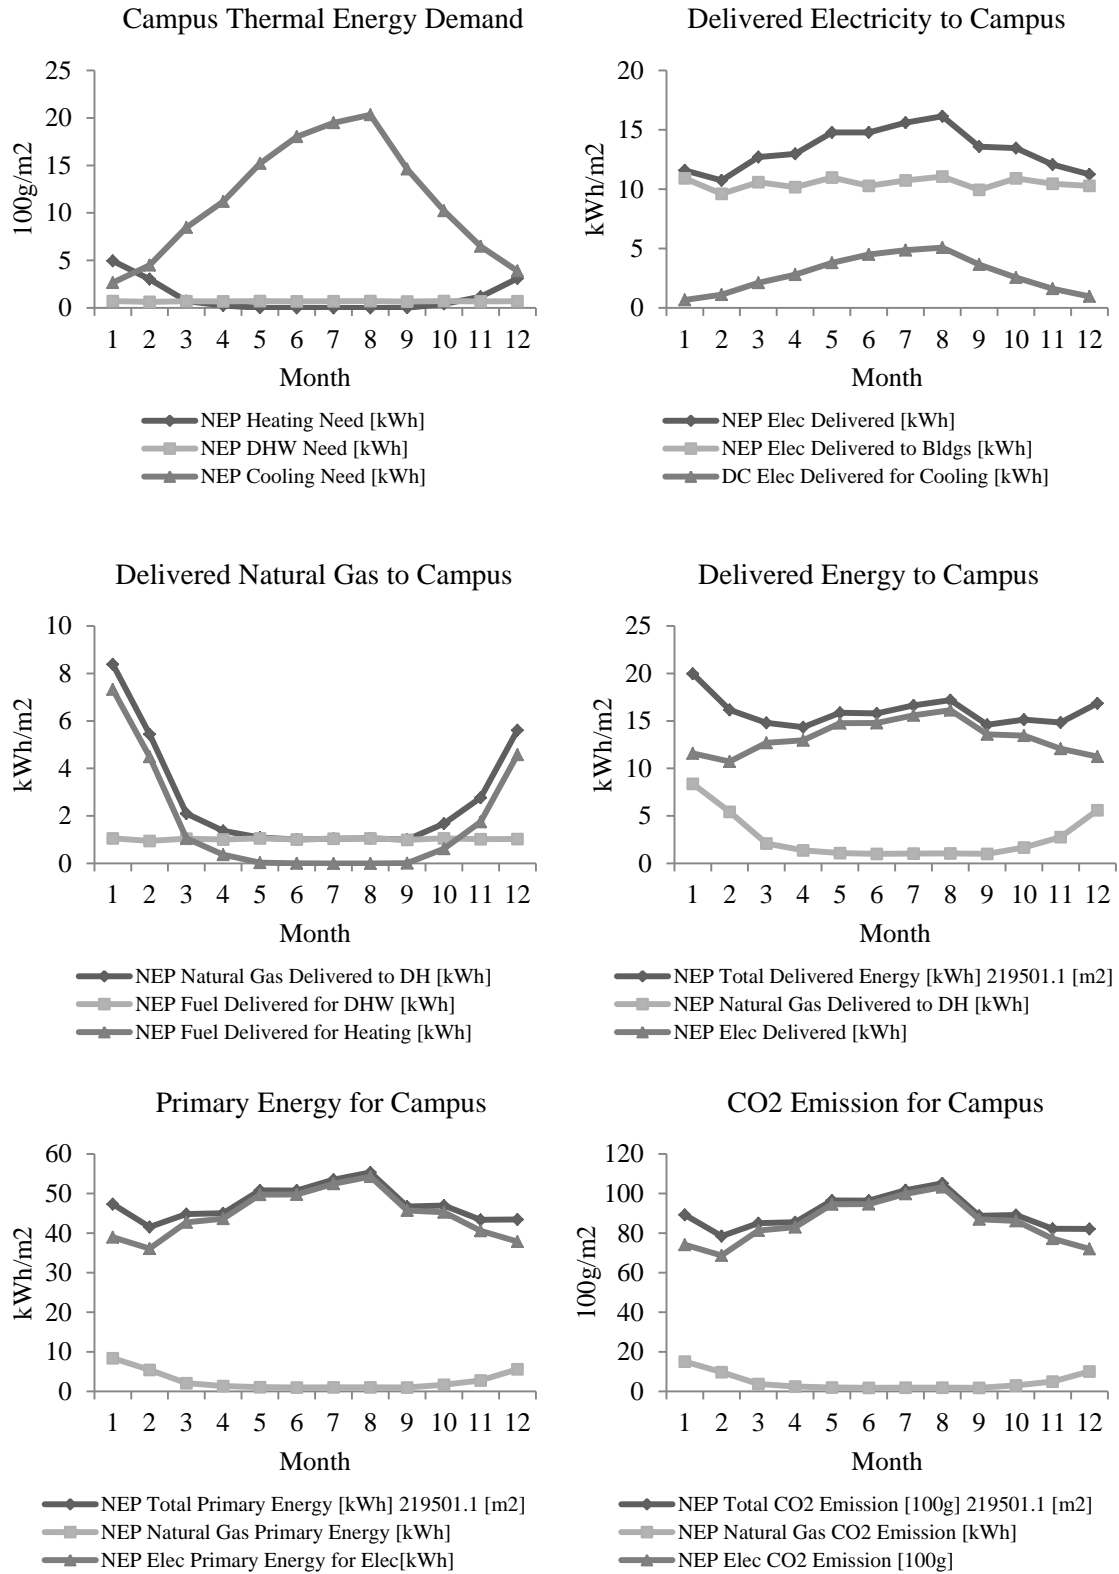 Campus Thermal Energy Demand
25
20
15
10
5
0
100g/m2
1 2 3 4 5 6 7 8 9 10 11 12
Month
NEP Heating Need [kWh]
NEP DHW Need [kWh]
NEP Cooling Need [kWh]
Delivered Electricity to Campus
20
15
10
5
0
kWh/m2
1 2 3 4 5 6 7 8 9 10 11 12
Month
NEP Elec Delivered [kWh]
NEP Elec Delivered to Bldgs [kWh]
DC Elec Delivered for Cooling [kWh]
Delivered Natural Gas to Campus
10
8
6
4
2
0
kWh/m2
1 2 3 4 5 6 7 8 9 10 11 12
Month
NEP Natural Gas Delivered to DH [kWh]
NEP Fuel Delivered for DHW [kWh]
NEP Fuel Delivered for Heating [kWh]
Delivered Energy to Campus
25
20
15
10
5
0
kWh/m2
1 2 3 4 5 6 7 8 9 10 11 12
Month
NEP Total Delivered Energy [kWh] 219501.1 [m2]
NEP Natural Gas Delivered to DH [kWh]
NEP Elec Delivered [kWh]
Primary Energy for Campus
60
50
40
30
20
10
0
kWh/m2
1 2 3 4 5 6 7 8 9 10 11 12
Month
NEP Total Primary Energy [kWh] 219501.1 [m2]
NEP Natural Gas Primary Energy [kWh]
NEP Elec Primary Energy for Elec[kWh]
CO2 Emission for Campus
120
100
80
60
40
20
0
100g/m2
1 2 3 4 5 6 7 8 9 10 11 12
Month
NEP Total CO2 Emission [100g] 219501.1 [m2]
NEP Natural Gas CO2 Emission [kWh]
NEP Elec CO2 Emission [100g]